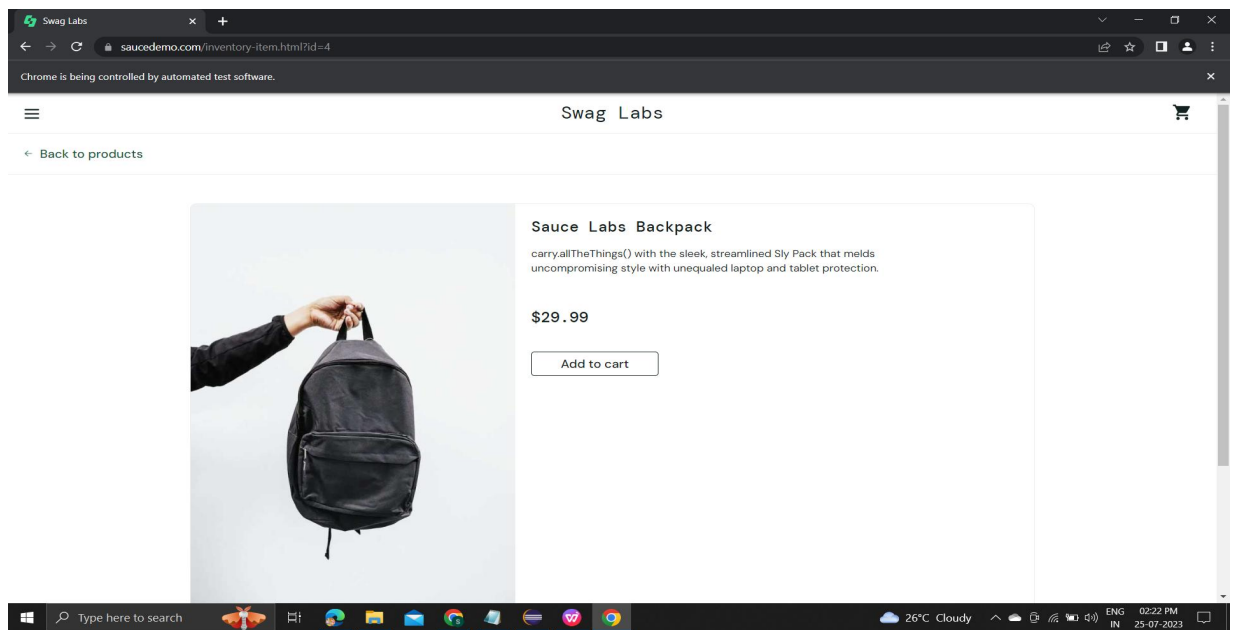 Swag Labs
saucedemo.com/inventory-item.html?id=4
Chrome is being controlled by automated test software.
Swag Labs
← Back to products
Sauce Labs Backpack
carry.allTheThings() with the sleek, streamlined Sly Pack that melds
uncompromising style with unequaled laptop and tablet protection.
$29.99
Add to cart
Type here to search
26°C Cloudy
ENG
IN
02:22 PM
25-07-2023